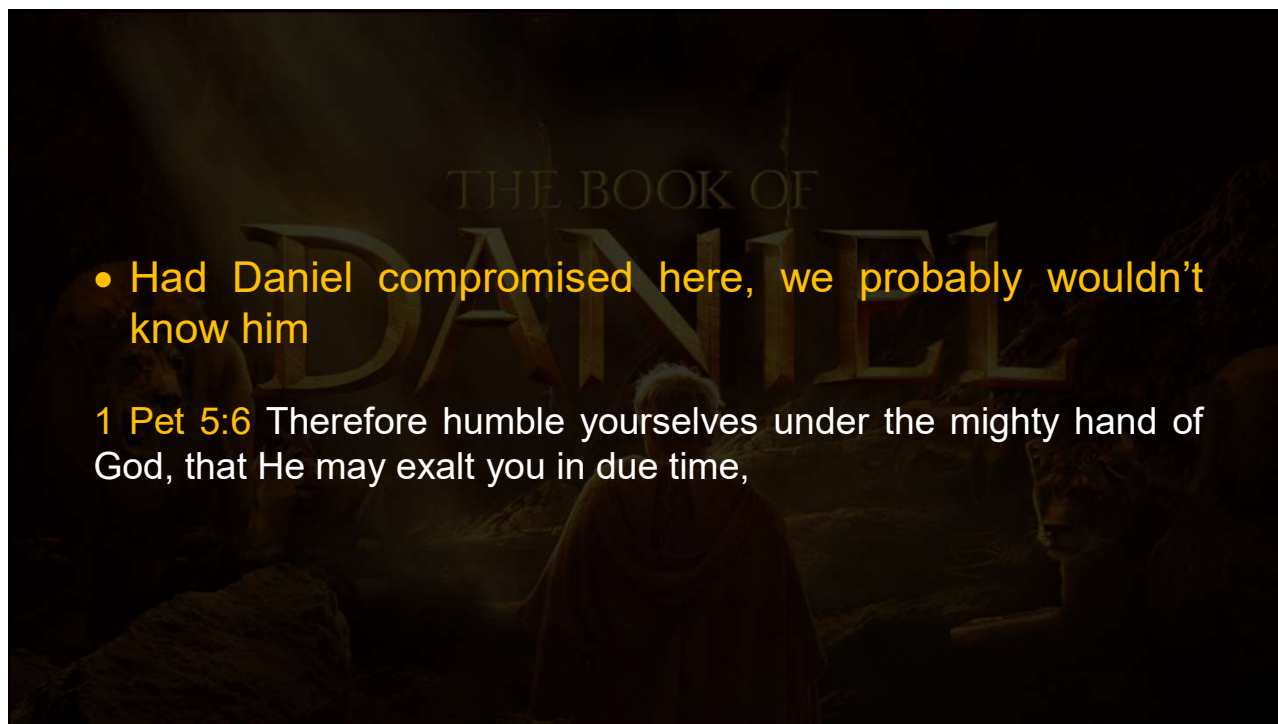 THE BOOK OF
DANIEL
• Had Daniel compromised here, we probably wouldn’t
know him
1 Pet 5:6 Therefore humble yourselves under the mighty hand of
God, that He may exalt you in due time,